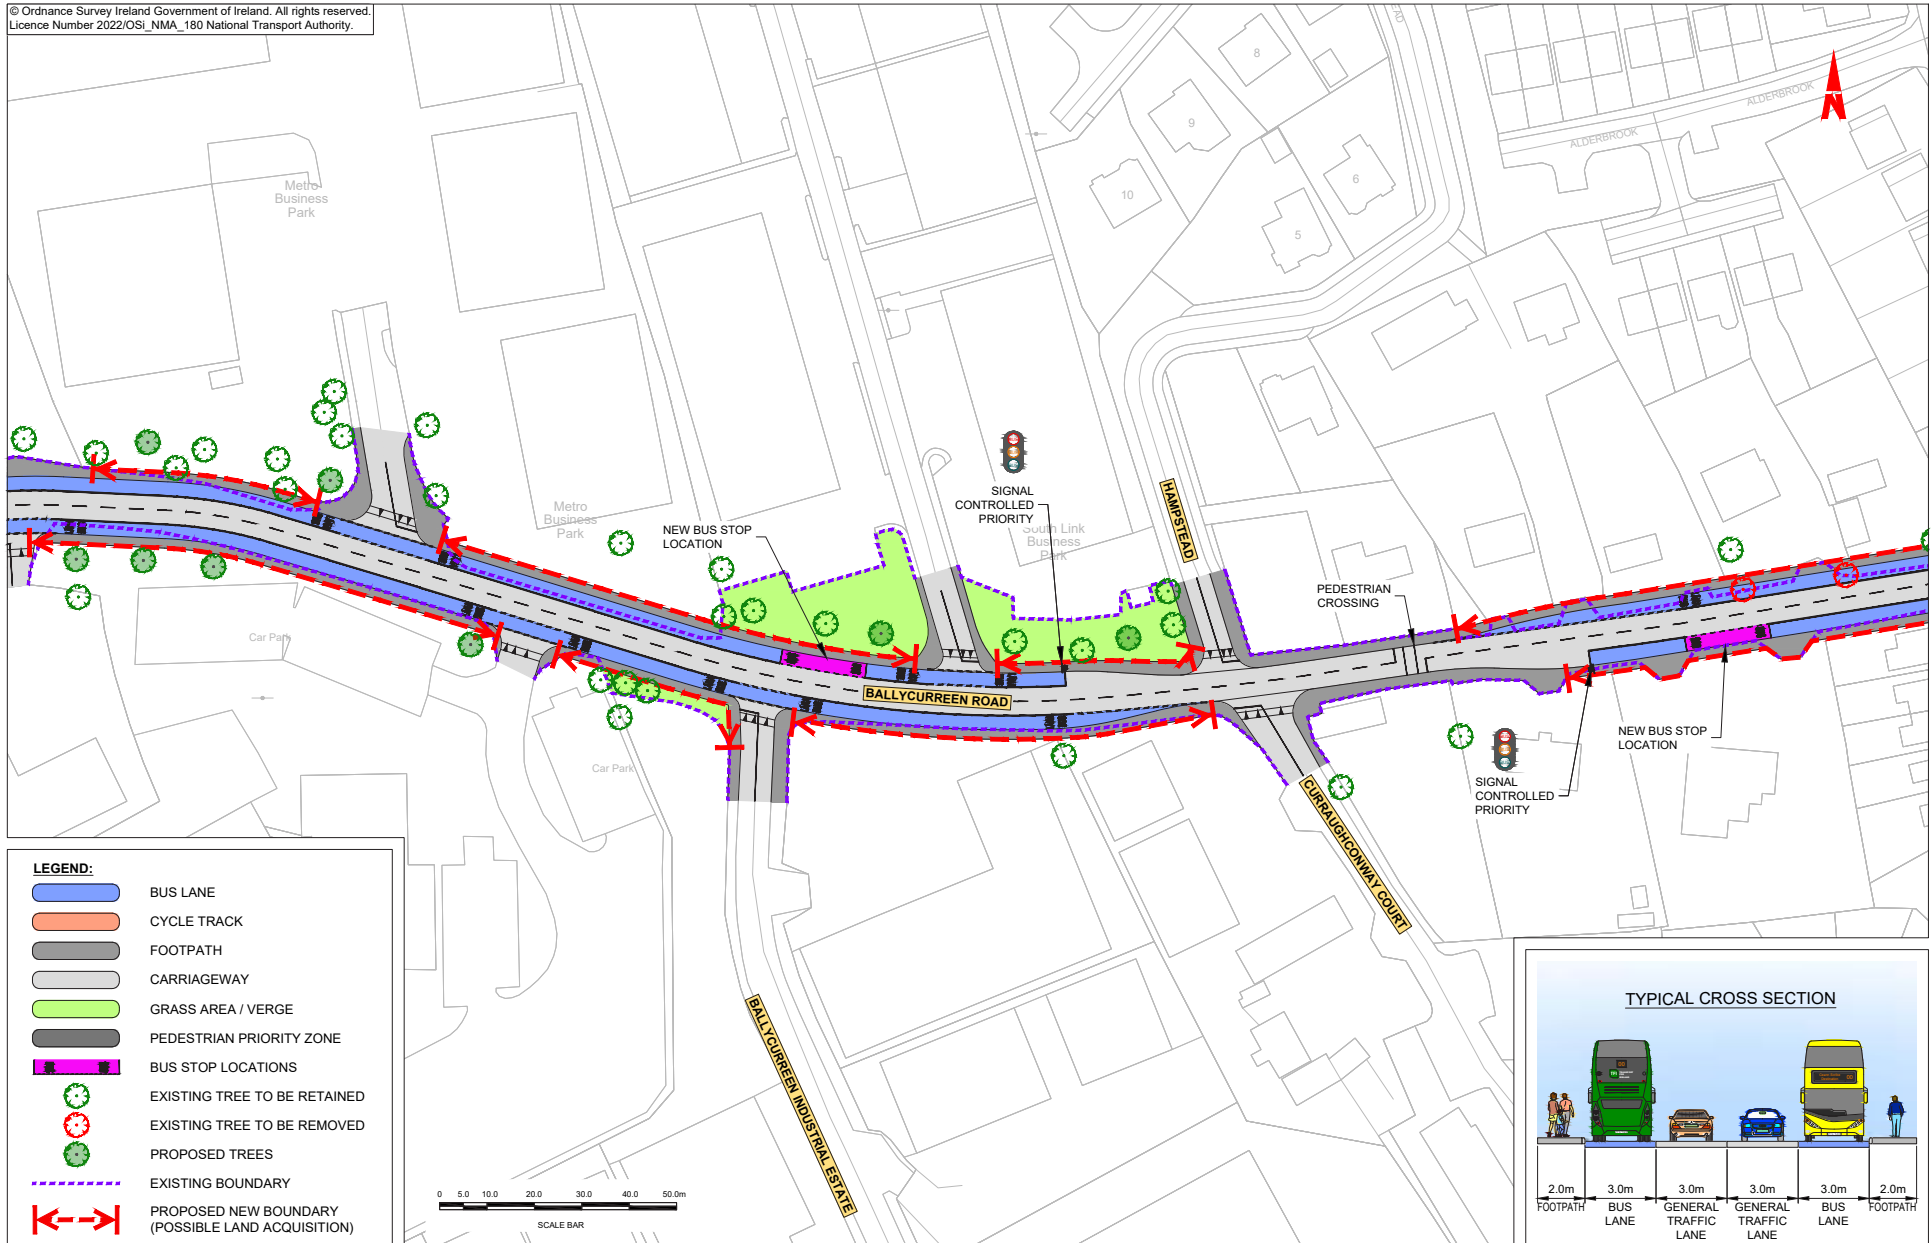 © Ordnance Survey Ireland Government of Ireland. All rights reserved.
Licence Number 2022/OSi_NMA_180 National Transport Authority.
8
9
10
6
5
ALDERBROOK
ALDERBROOK
N
Metro
Business
Park
Metro
Business
Park
NEW BUS STOP
LOCATION
SIGNAL
CONTROLLED
PRIORITY
South Link
Business
Park
HAMPSTEAD
PEDESTRIAN
CROSSING
BALLYCURREEN ROAD
Car Park
Car Park
NEW BUS STOP
LOCATION
SIGNAL
CONTROLLED
PRIORITY
CURRAUGHCONWAY COURT
BALLYCURREEN INDUSTRIAL ESTATE
LEGEND:
BUS LANE
CYCLE TRACK
FOOTPATH
CARRIAGEWAY
GRASS AREA / VERGE
PEDESTRIAN PRIORITY ZONE
BUS STOP LOCATIONS
EXISTING TREE TO BE RETAINED
EXISTING TREE TO BE REMOVED
PROPOSED TREES
EXISTING BOUNDARY
PROPOSED NEW BOUNDARY
(POSSIBLE LAND ACQUISITION)
0 5.0 10.0 20.0 30.0 40.0 50.0m
SCALE BAR
TYPICAL CROSS SECTION
2.0m 3.0m 3.0m 3.0m 3.0m 2.0m
FOOTPATH BUS LANE GENERAL TRAFFIC LANE GENERAL TRAFFIC LANE BUS LANE FOOTPATH